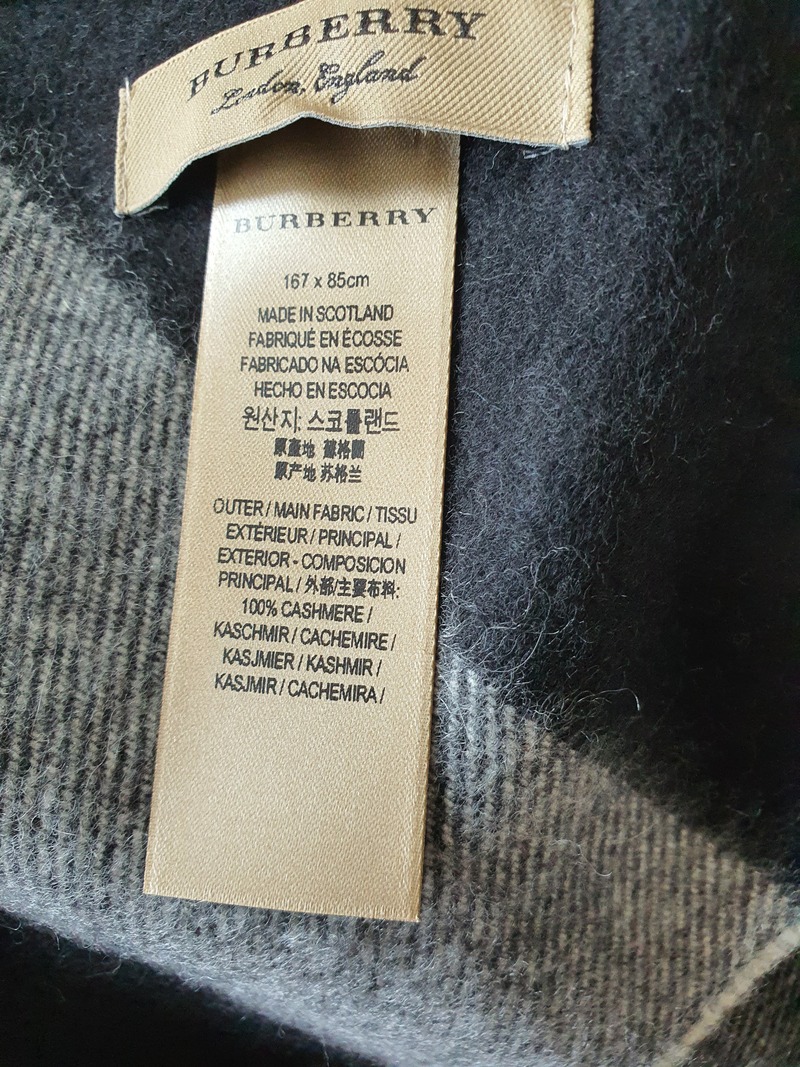 BURBERRY
London, England
BURBERRY
167 x 85cm
MADE IN SCOTLAND
FABRIQUÉ EN ÉCOSSE
FABRICADO NA ESCÓCIA
HECHO EN ESCOCIA
원산지: 스코틀랜드
原產地 蘇格蘭
原产地 苏格兰
OUTER / MAIN FABRIC / TISSU
EXTÉRIEUR / PRINCIPAL /
EXTERIOR - COMPOSICION
PRINCIPAL / 外部/主要布料:
100% CASHMERE /
KASCHMIR / CACHEMIRE /
KASJMIER / KASHMIR /
KASJMIR / CACHEMIRA /